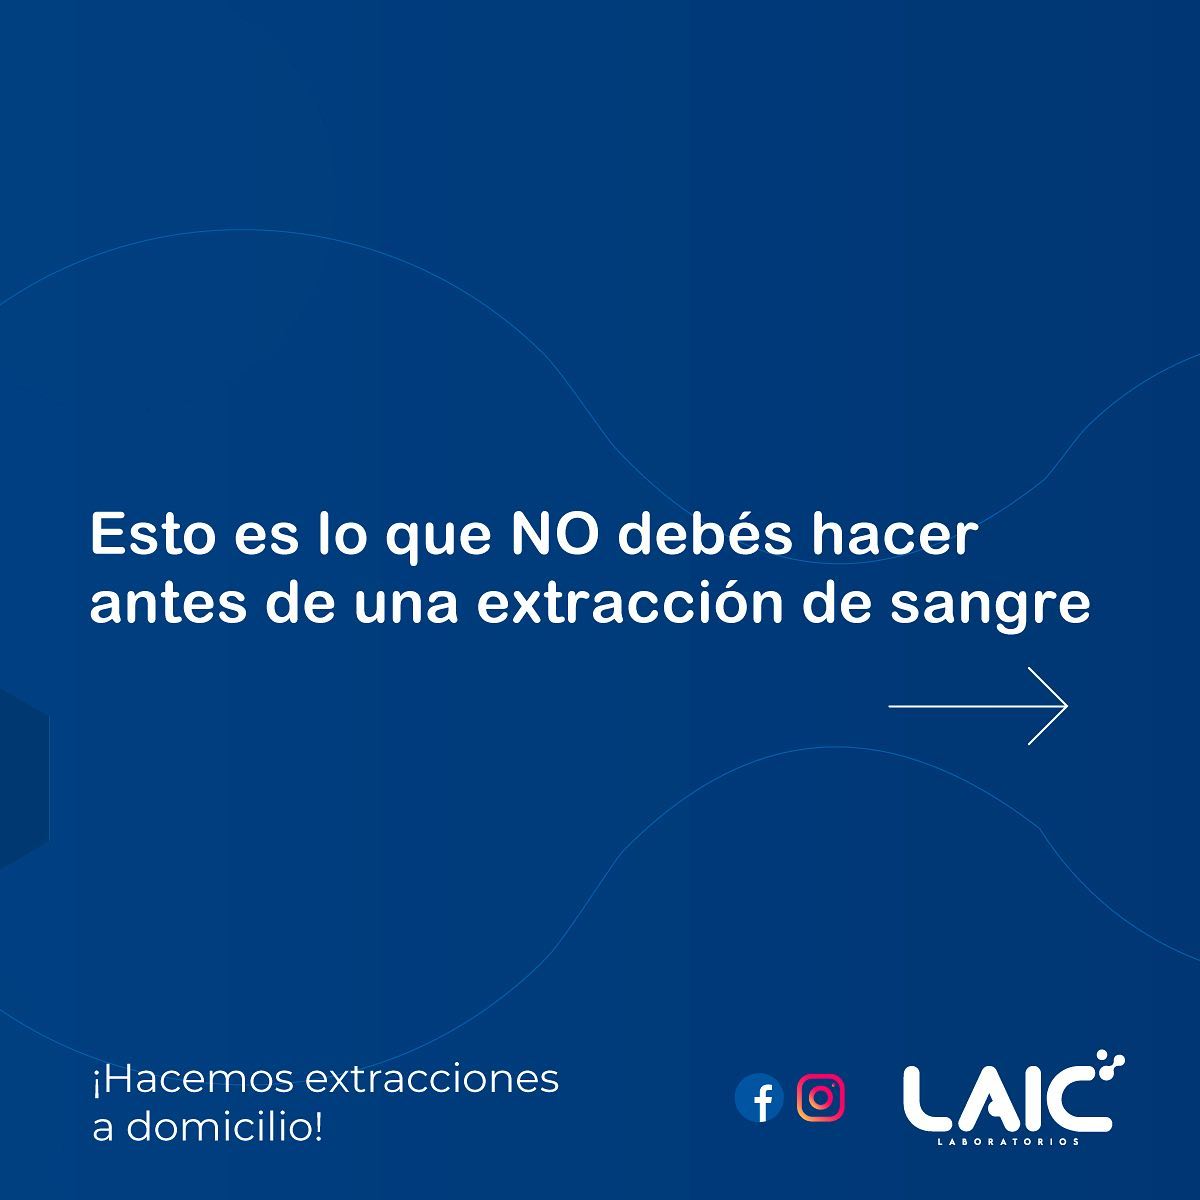 Esto es lo que NO debés hacer
antes de una extracción de sangre
¡Hacemos extracciones
a domicilio!
LAIC
LABORATORIOS